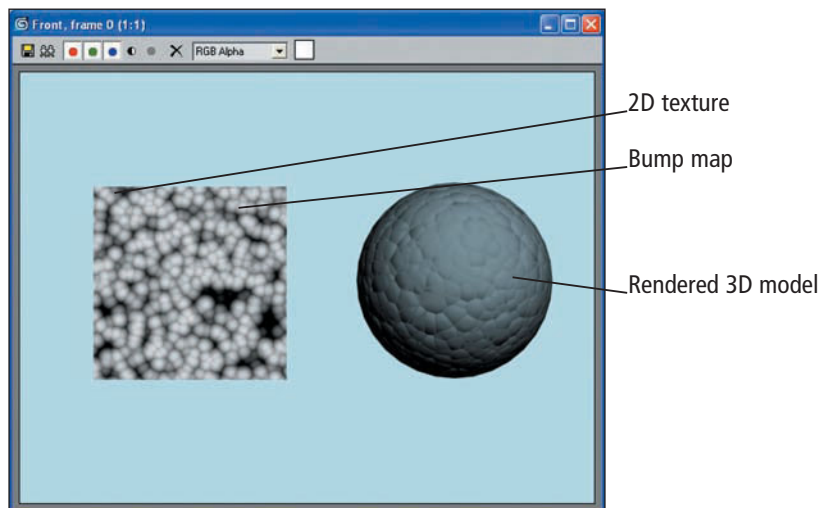 Front, frame 0 (1:1)
RGB Alpha
2D texture
Bump map
Rendered 3D model